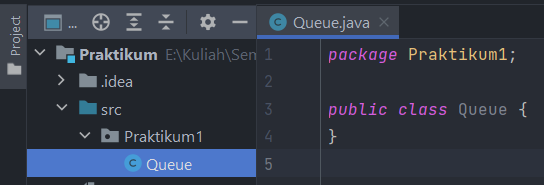 Project
...
Praktikum E:\Kuliah\Sem
.idea
src
Praktikum1
Queue
Queue.java
1 package Praktikum1;
2
3 public class Queue {
4 }
5